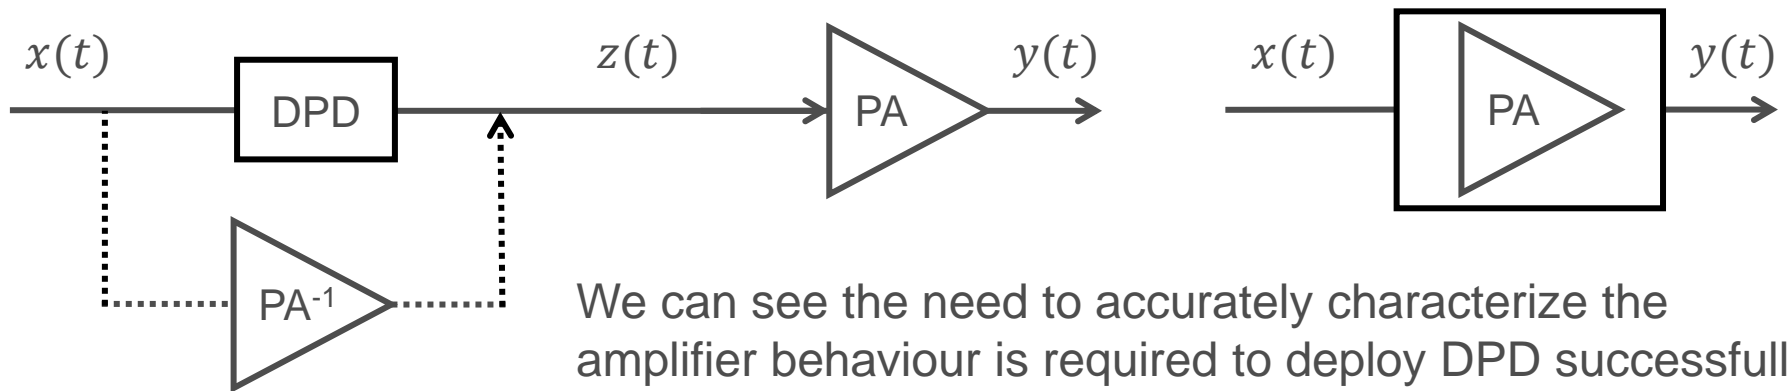 x(t) z(t) y(t) x(t) y(t)
DPD PA PA
PA⁻¹
We can see the need to accurately characterize the
amplifier behaviour is required to deploy DPD successfull